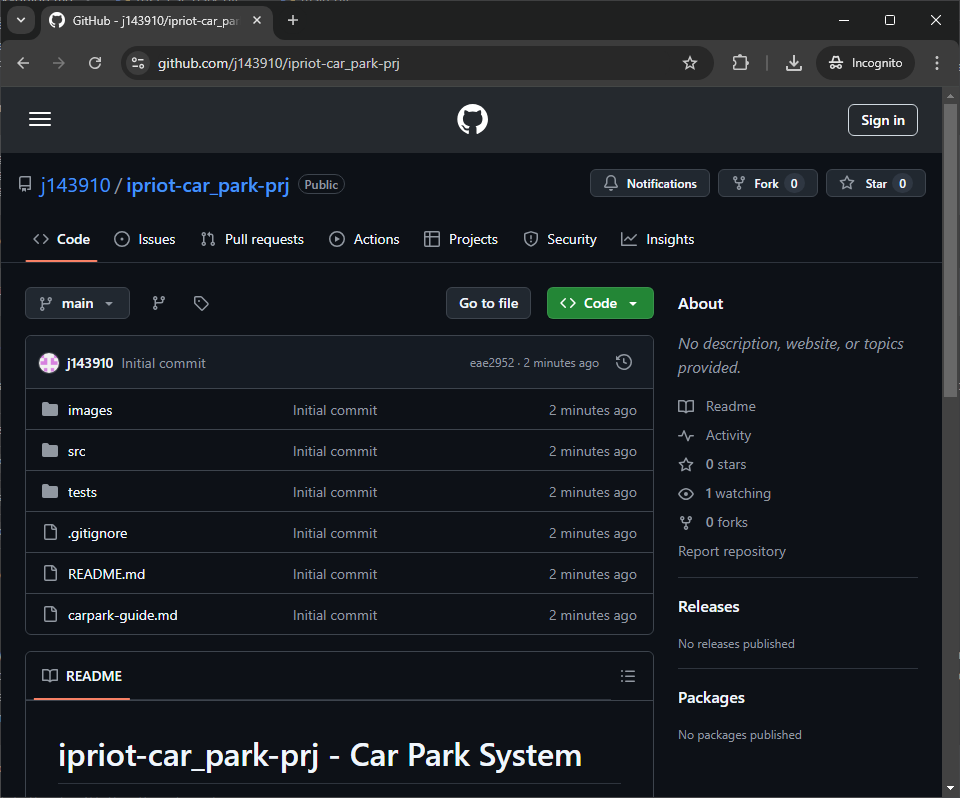 GitHub - j143910/ipriot-car_pa
github.com/j143910/ipriot-car_park-prj
Incognito
Sign in
j143910 / ipriot-car_park-prj Public
Notifications
Fork 0
Star 0
Code Issues Pull requests Actions Projects Security Insights
main
Go to file
Code
j143910 Initial commit eae2952 · 2 minutes ago
images Initial commit 2 minutes ago
src Initial commit 2 minutes ago
tests Initial commit 2 minutes ago
.gitignore Initial commit 2 minutes ago
README.md Initial commit 2 minutes ago
carpark-guide.md Initial commit 2 minutes ago
README
ipriot-car_park-prj - Car Park System
About
No description, website, or topics
provided.
Readme
Activity
0 stars
1 watching
0 forks
Report repository
Releases
No releases published
Packages
No packages published